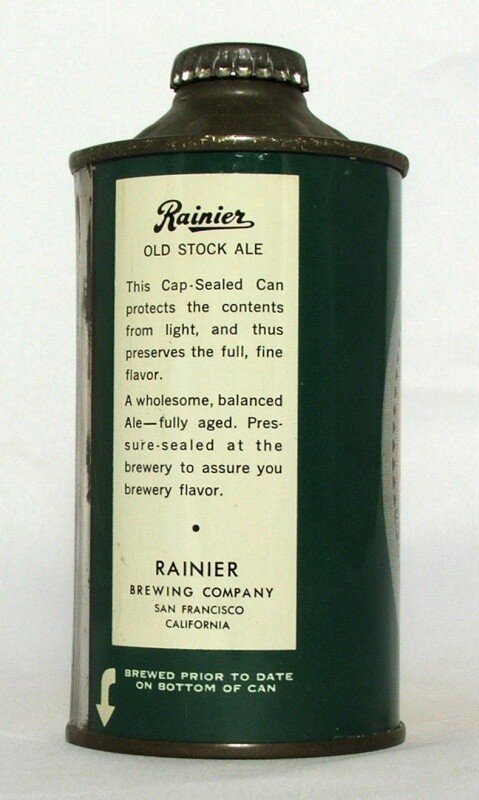 Rainier
OLD STOCK ALE
This Cap-Sealed Can
protects the contents
from light, and thus
preserves the full, fine
flavor.
A wholesome, balanced
Ale—fully aged. Pres-
sure-sealed at the
brewery to assure you
brewery flavor.
•
RAINIER
BREWING COMPANY
SAN FRANCISCO
CALIFORNIA
BREWED PRIOR TO DATE
ON BOTTOM OF CAN